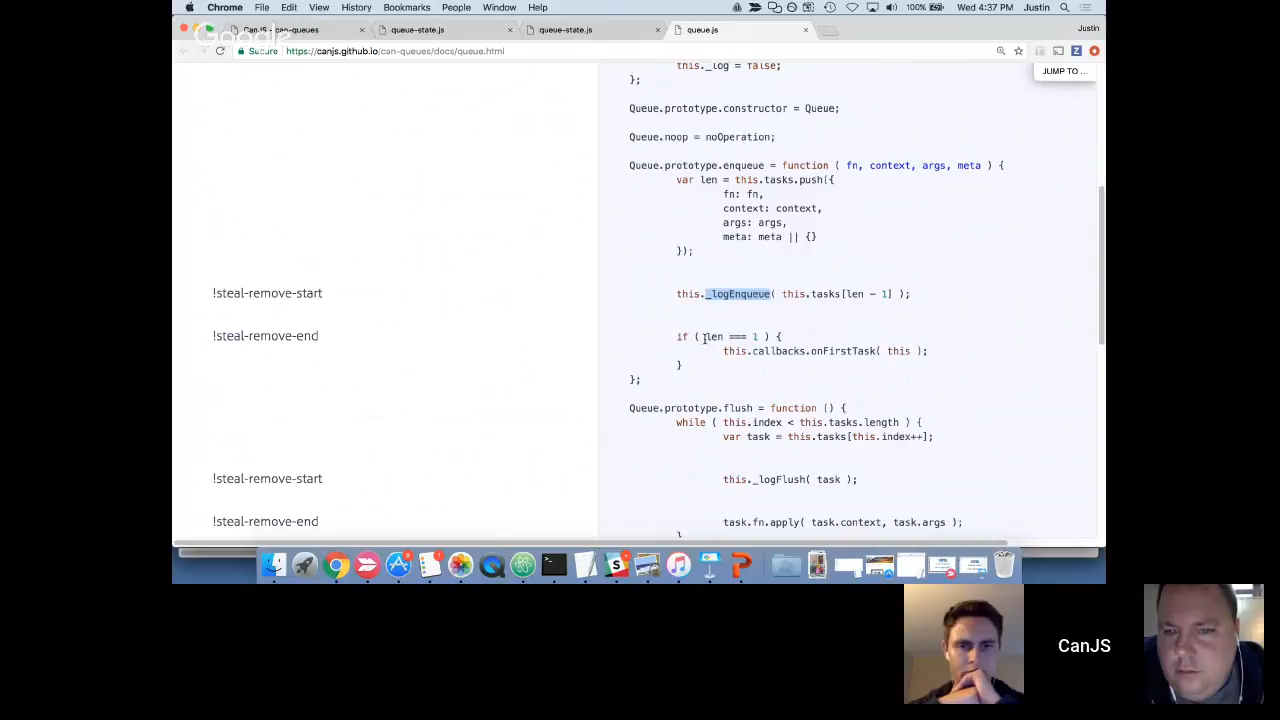 Chrome File Edit View History Bookmarks People Window Help 100% Wed 4:37 PM Justin
CanJS - can-queues queue-state.js queue-state.js queue.js Justin
Google
Secure https://canjs.github.io/can-queues/docs/queue.html
JUMP TO ...
this._log = false;
};
Queue.prototype.constructor = Queue;
Queue.noop = noOperation;
Queue.prototype.enqueue = function ( fn, context, args, meta ) {
var len = this.tasks.push({
fn: fn,
context: context,
args: args,
meta: meta || {}
});
!steal-remove-start
this._logEnqueue( this.tasks[len - 1] );
!steal-remove-end
if ( len === 1 ) {
this.callbacks.onFirstTask( this );
}
};
Queue.prototype.flush = function () {
while ( this.index < this.tasks.length ) {
var task = this.tasks[this.index++];
!steal-remove-start
this._logFlush( task );
!steal-remove-end
task.fn.apply( task.context, task.args );
}
CanJS